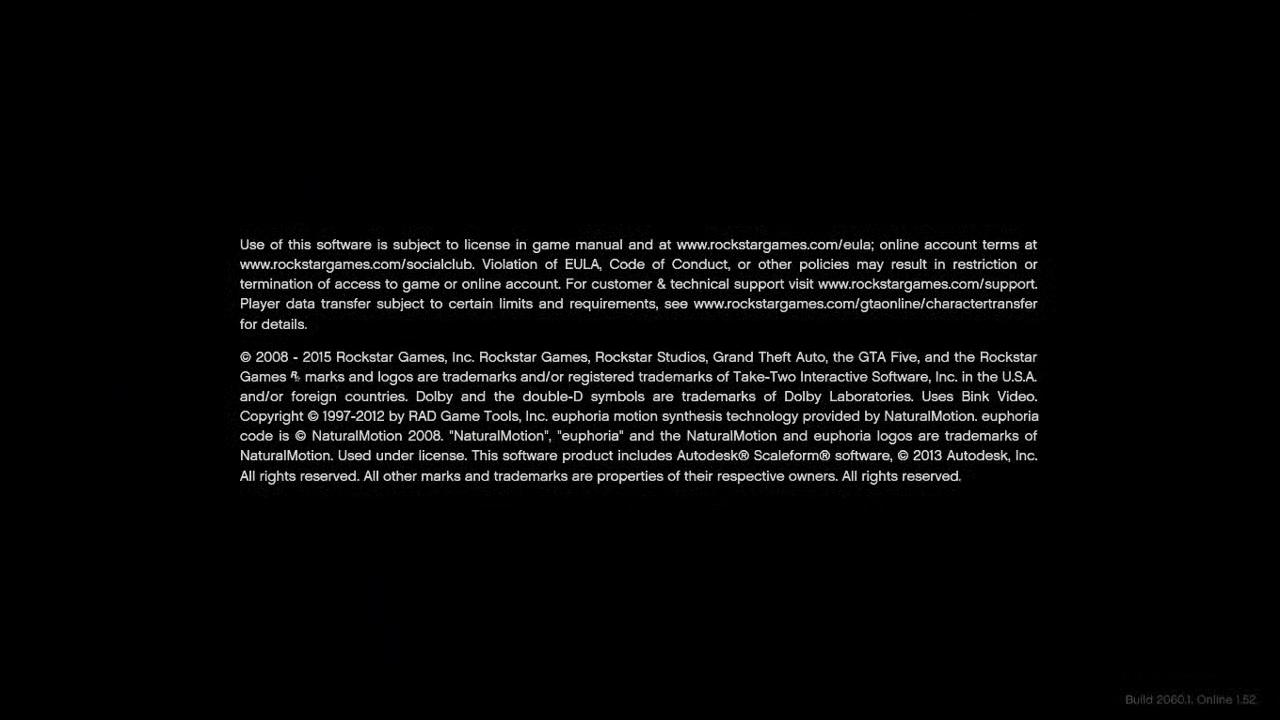 Use of this software is subject to license in game manual and at www.rockstargames.com/eula; online account terms at
www.rockstargames.com/socialclub. Violation of EULA, Code of Conduct, or other policies may result in restriction or
termination of access to game or online account. For customer & technical support visit www.rockstargames.com/support.
Player data transfer subject to certain limits and requirements, see www.rockstargames.com/gtaonline/charactertransfer
for details.
© 2008 - 2015 Rockstar Games, Inc. Rockstar Games, Rockstar Studios, Grand Theft Auto, the GTA Five, and the Rockstar
Games R* marks and logos are trademarks and/or registered trademarks of Take-Two Interactive Software, Inc. in the U.S.A.
and/or foreign countries. Dolby and the double-D symbols are trademarks of Dolby Laboratories. Uses Bink Video.
Copyright © 1997-2012 by RAD Game Tools, Inc. euphoria motion synthesis technology provided by NaturalMotion. euphoria
code is © NaturalMotion 2008. "NaturalMotion", "euphoria" and the NaturalMotion and euphoria logos are trademarks of
NaturalMotion. Used under license. This software product includes Autodesk® Scaleform® software, © 2013 Autodesk, Inc.
All rights reserved. All other marks and trademarks are properties of their respective owners. All rights reserved.
Build 2060.1, Online 1.52,